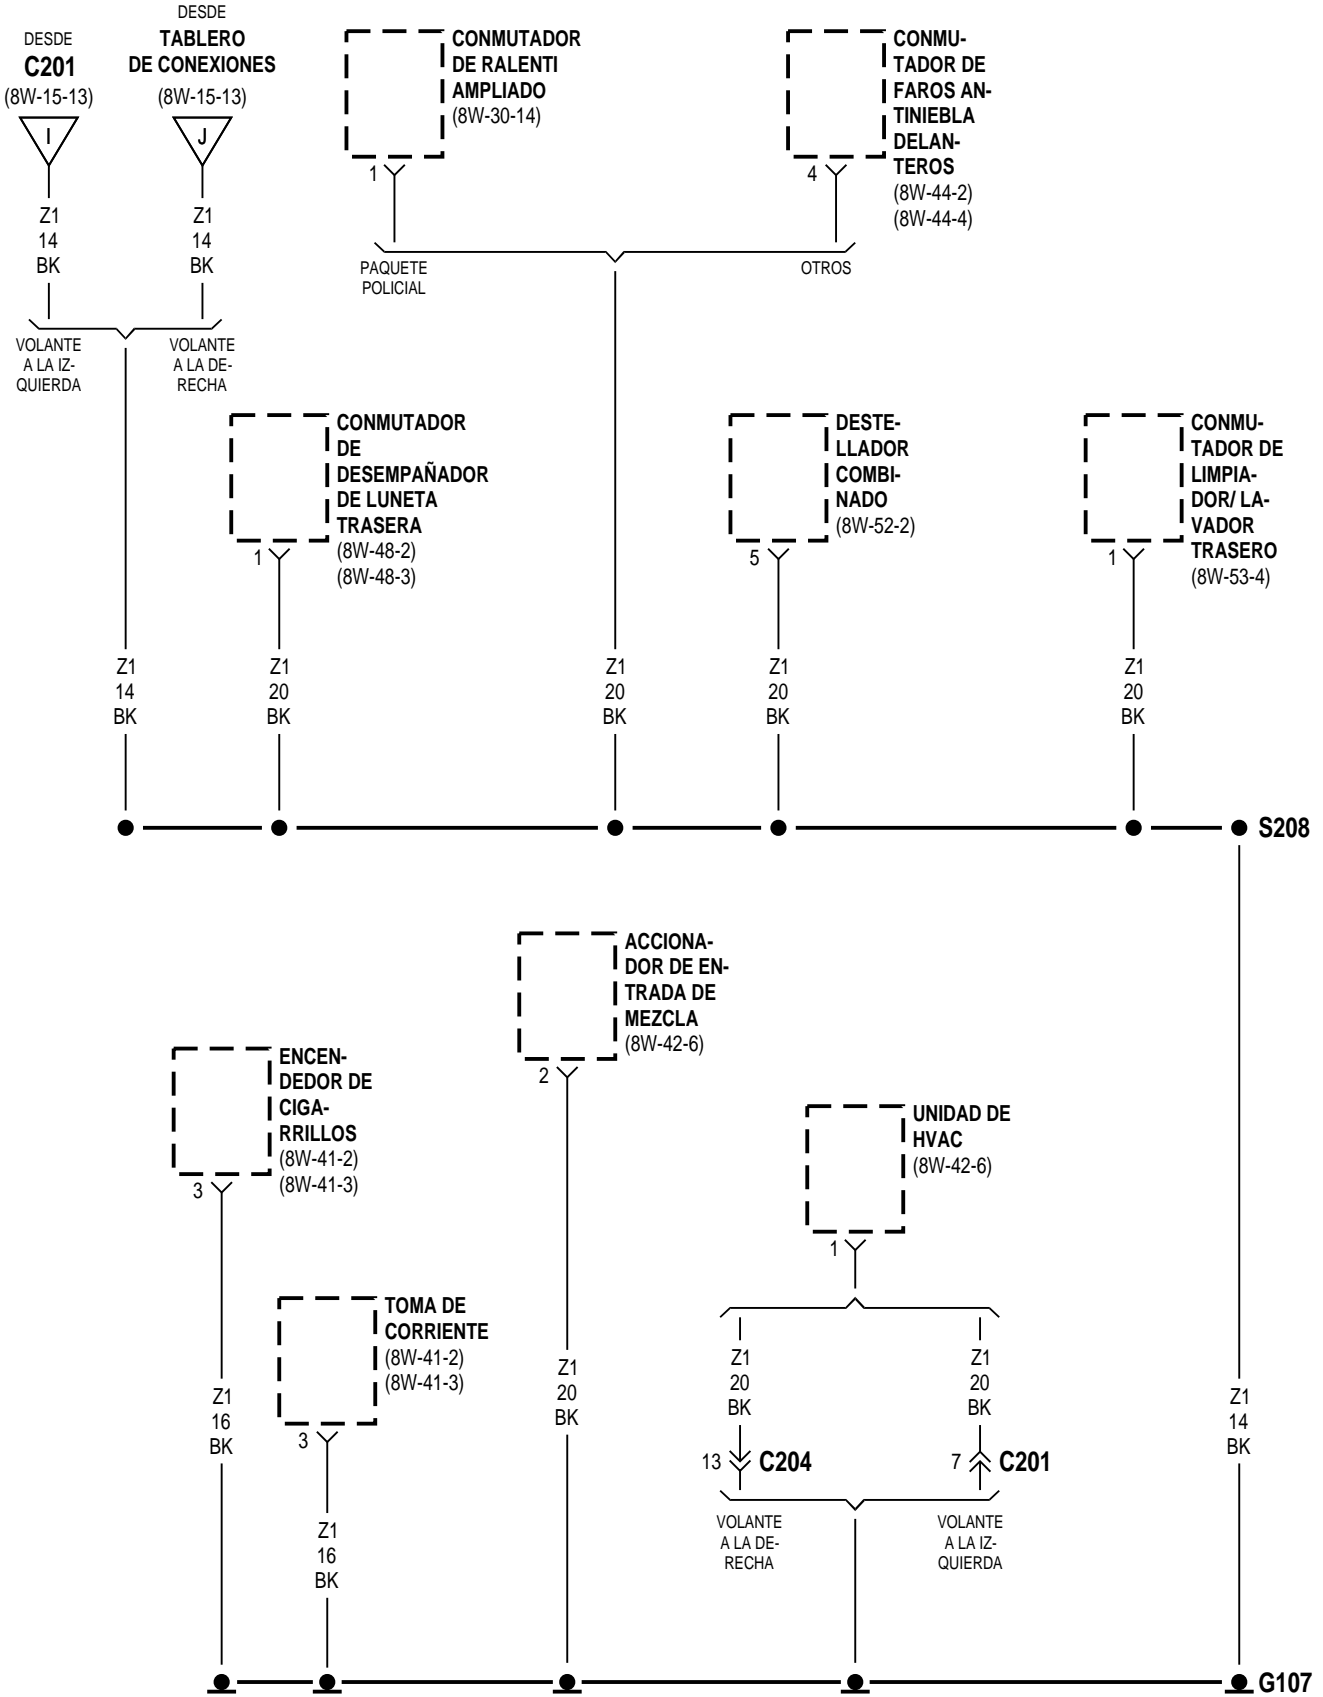 DESDE
C201
(8W-15-13)
I
DESDE
TABLERO
DE CONEXIONES
(8W-15-13)
J
CONMUTADOR
DE RALENTI
AMPLIADO
(8W-30-14)
1
CONMU-
TADOR DE
FAROS AN-
TINIEBLA
DELAN-
TEROS
(8W-44-2)
(8W-44-4)
4
Z1
14
BK
Z1
14
BK
PAQUETE
POLICIAL
OTROS
VOLANTE
A LA IZ-
QUIERDA
VOLANTE
A LA DE-
RECHA
CONMUTADOR
DE
DESEMPAÑADOR
DE LUNETA
TRASERA
(8W-48-2)
(8W-48-3)
1
DESTE-
LLADOR
COMBI-
NADO
(8W-52-2)
5
CONMU-
TADOR DE
LIMPIA-
DOR/ LA-
VADOR
TRASERO
(8W-53-4)
1
Z1
14
BK
Z1
20
BK
Z1
20
BK
Z1
20
BK
Z1
20
BK
S208
ACCIONA-
DOR DE EN-
TRADA DE
MEZCLA
(8W-42-6)
2
ENCEN-
DEDOR DE
CIGA-
RRILLOS
(8W-41-2)
(8W-41-3)
3
UNIDAD DE
HVAC
(8W-42-6)
1
TOMA DE
CORRIENTE
(8W-41-2)
(8W-41-3)
3
Z1
16
BK
Z1
20
BK
Z1
20
BK
Z1
20
BK
Z1
14
BK
13
C204
7
C201
Z1
16
BK
VOLANTE
A LA DE-
RECHA
VOLANTE
A LA IZ-
QUIERDA
G107